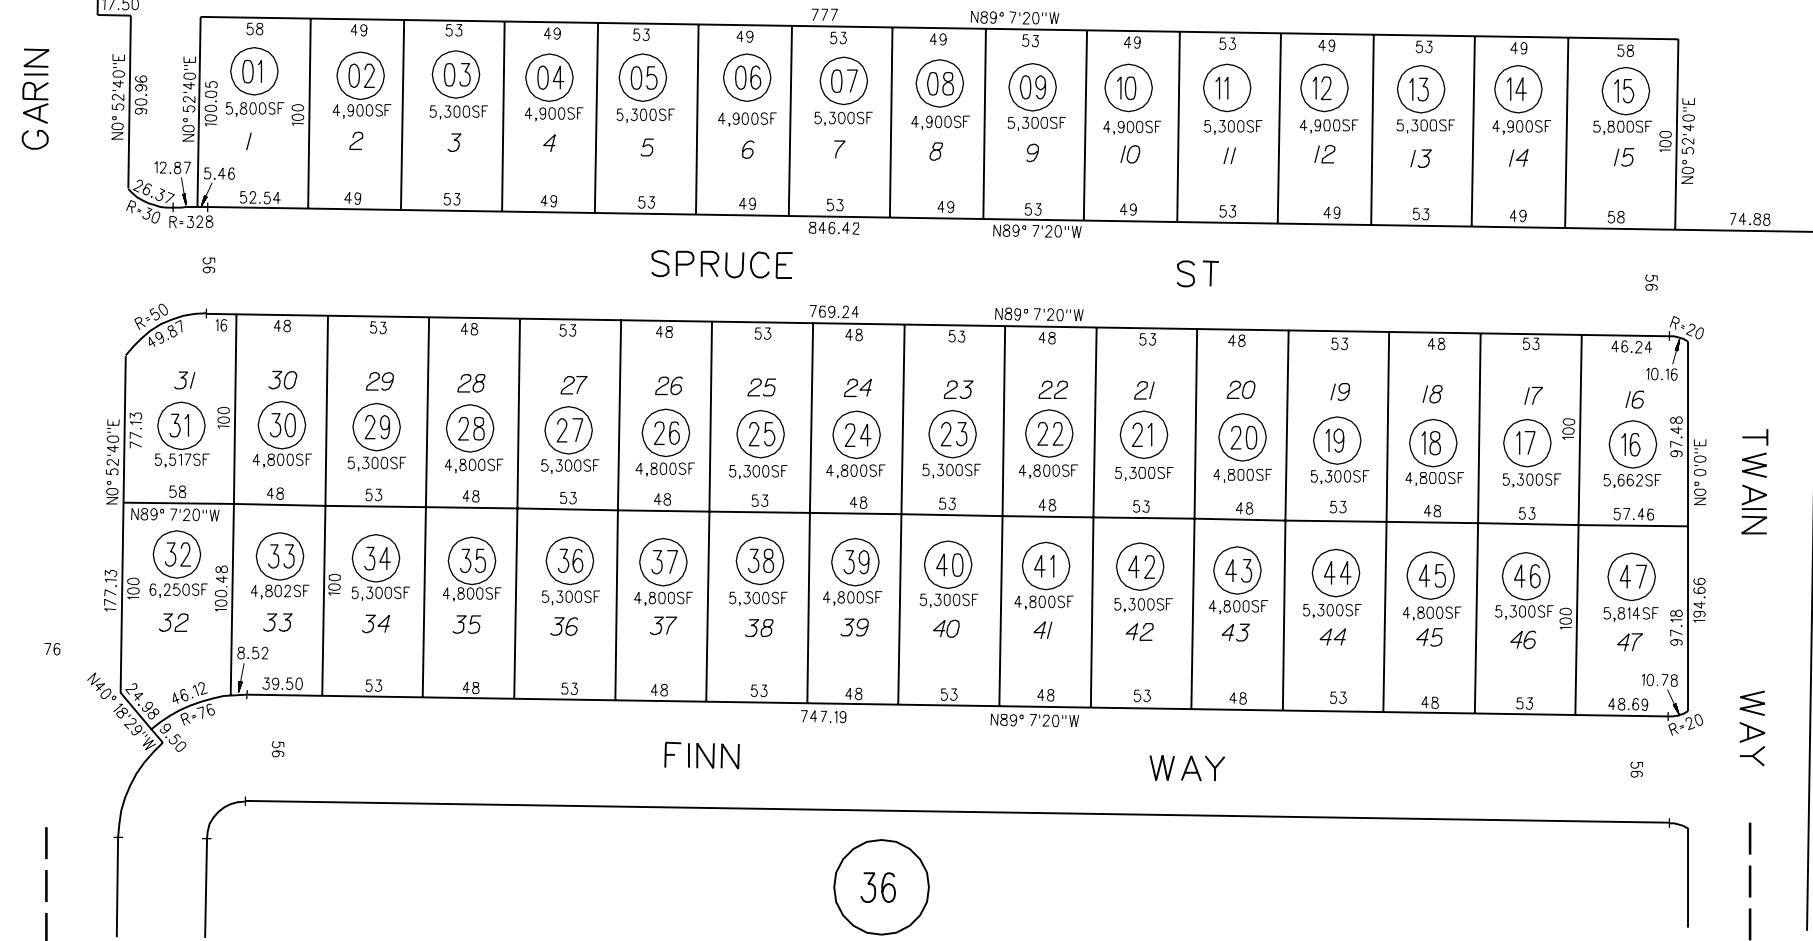 17.50
777
N89° 7'20"W
58 49 53 49 53 49 53 49 53 49 53 49 53 49 58
GARIN
N0° 52'40"E
90.96
N0° 52'40"E
100.05
01 02 03 04 05 06 07 08 09 10 11 12 13 14 15
5,800SF 4,900SF 5,300SF 4,900SF 5,300SF 4,900SF 5,300SF 4,900SF 5,300SF 4,900SF 5,300SF 4,900SF 5,300SF 4,900SF 5,800SF
100
100
N0° 52'40"E
1 2 3 4 5 6 7 8 9 10 11 12 13 14 15
12.87
5.46
26.37
R=30
R=328
52.54 49 53 49 53 49 53 49 53 49 53 49 53 49 58
74.88
846.42
N89° 7'20"W
56
SPRUCE ST
56
R=50
49.87
769.24
N89° 7'20"W
R=20
16 48 53 48 53 48 53 48 53 48 53 48 53 48 53 46.24
10.16
31 30 29 28 27 26 25 24 23 22 21 20 19 18 17 16
N0° 52'40"E
77.13
31 30 29 28 27 26 25 24 23 22 21 20 19 18 17 16
100
100
97.48
N0° 0'0"E
5,517SF 4,800SF 5,300SF 4,800SF 5,300SF 4,800SF 5,300SF 4,800SF 5,300SF 4,800SF 5,300SF 4,800SF 5,300SF 4,800SF 5,300SF 5,662SF
58 48 53 48 53 48 53 48 53 48 53 48 53 48 53 57.46
TWAIN WAY
N89° 7'20"W
32 33 34 35 36 37 38 39 40 41 42 43 44 45 46 47
177.13
100
100.48
100
100
97.18
194.66
6,250SF 4,802SF 5,300SF 4,800SF 5,300SF 4,800SF 5,300SF 4,800SF 5,300SF 4,800SF 5,300SF 4,800SF 5,300SF 4,800SF 5,300SF 5,814SF
32 33 34 35 36 37 38 39 40 41 42 43 44 45 46 47
76
8.52
10.78
N40° 18'29"W
24.98
9.50
46.12
R=76
39.50 53 48 53 48 53 48 53 48 53 48 53 48 53 48.69
R=20
747.19
N89° 7'20"W
56
FINN WAY
56
36